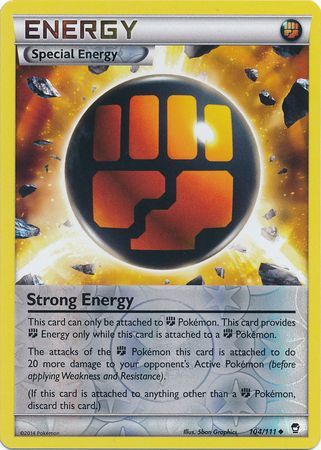 ENERGY
Special Energy
Strong Energy
This card can only be attached to Pokémon. This card provides
Energy only while this card is attached to a Pokémon.
The attacks of the Pokémon this card is attached to do
20 more damage to your opponent's Active Pokémon (before
applying Weakness and Resistance).
(If this card is attached to anything other than a Pokémon,
discard this card.)
©2014 Pokémon
Illus. 5ban Graphics
104/111